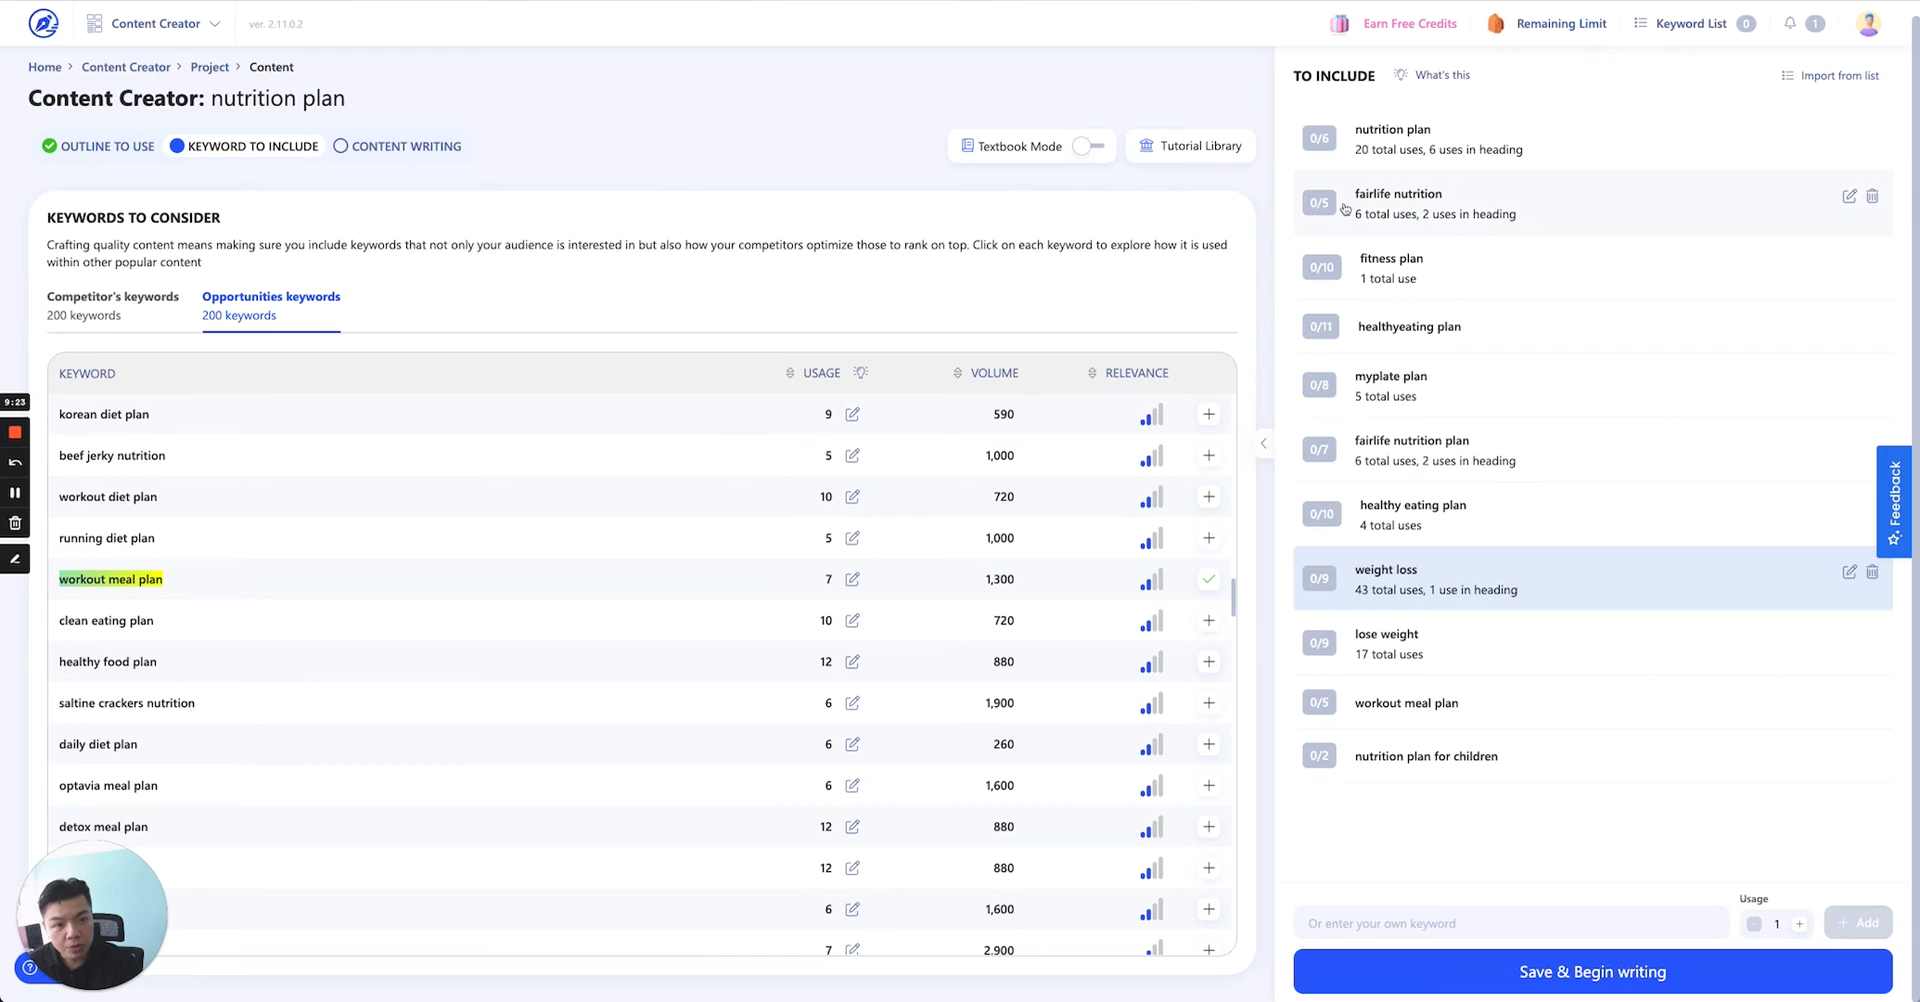 Content Creator
ver. 2.11.0.2
Earn Free Credits
Remaining Limit
Keyword List 0
1
Home > Content Creator > Project > Content
Content Creator: nutrition plan
OUTLINE TO USE
KEYWORD TO INCLUDE
CONTENT WRITING
Textbook Mode
Tutorial Library
KEYWORDS TO CONSIDER
Crafting quality content means making sure you include keywords that not only your audience is interested in but also how your competitors optimize those to rank on top. Click on each keyword to explore how it is used
within other popular content
Competitor's keywords
200 keywords
Opportunities keywords
200 keywords
KEYWORD USAGE VOLUME RELEVANCE
korean diet plan 9 590
beef jerky nutrition 5 1,000
workout diet plan 10 720
running diet plan 5 1,000
workout meal plan 7 1,300
clean eating plan 10 720
healthy food plan 12 880
saltine crackers nutrition 6 1,900
daily diet plan 6 260
optavia meal plan 6 1,600
detox meal plan 12 880
12 880
6 1,600
7 2,900
9:23
TO INCLUDE
What's this
Import from list
0/6 nutrition plan
20 total uses, 6 uses in heading
0/5 fairlife nutrition
6 total uses, 2 uses in heading
0/10 fitness plan
1 total use
0/11 healthyeating plan
0/8 myplate plan
5 total uses
0/7 fairlife nutrition plan
6 total uses, 2 uses in heading
0/10 healthy eating plan
4 total uses
0/9 weight loss
43 total uses, 1 use in heading
0/9 lose weight
17 total uses
0/5 workout meal plan
0/2 nutrition plan for children
Feedback
Usage
Or enter your own keyword
1
+ Add
Save & Begin writing